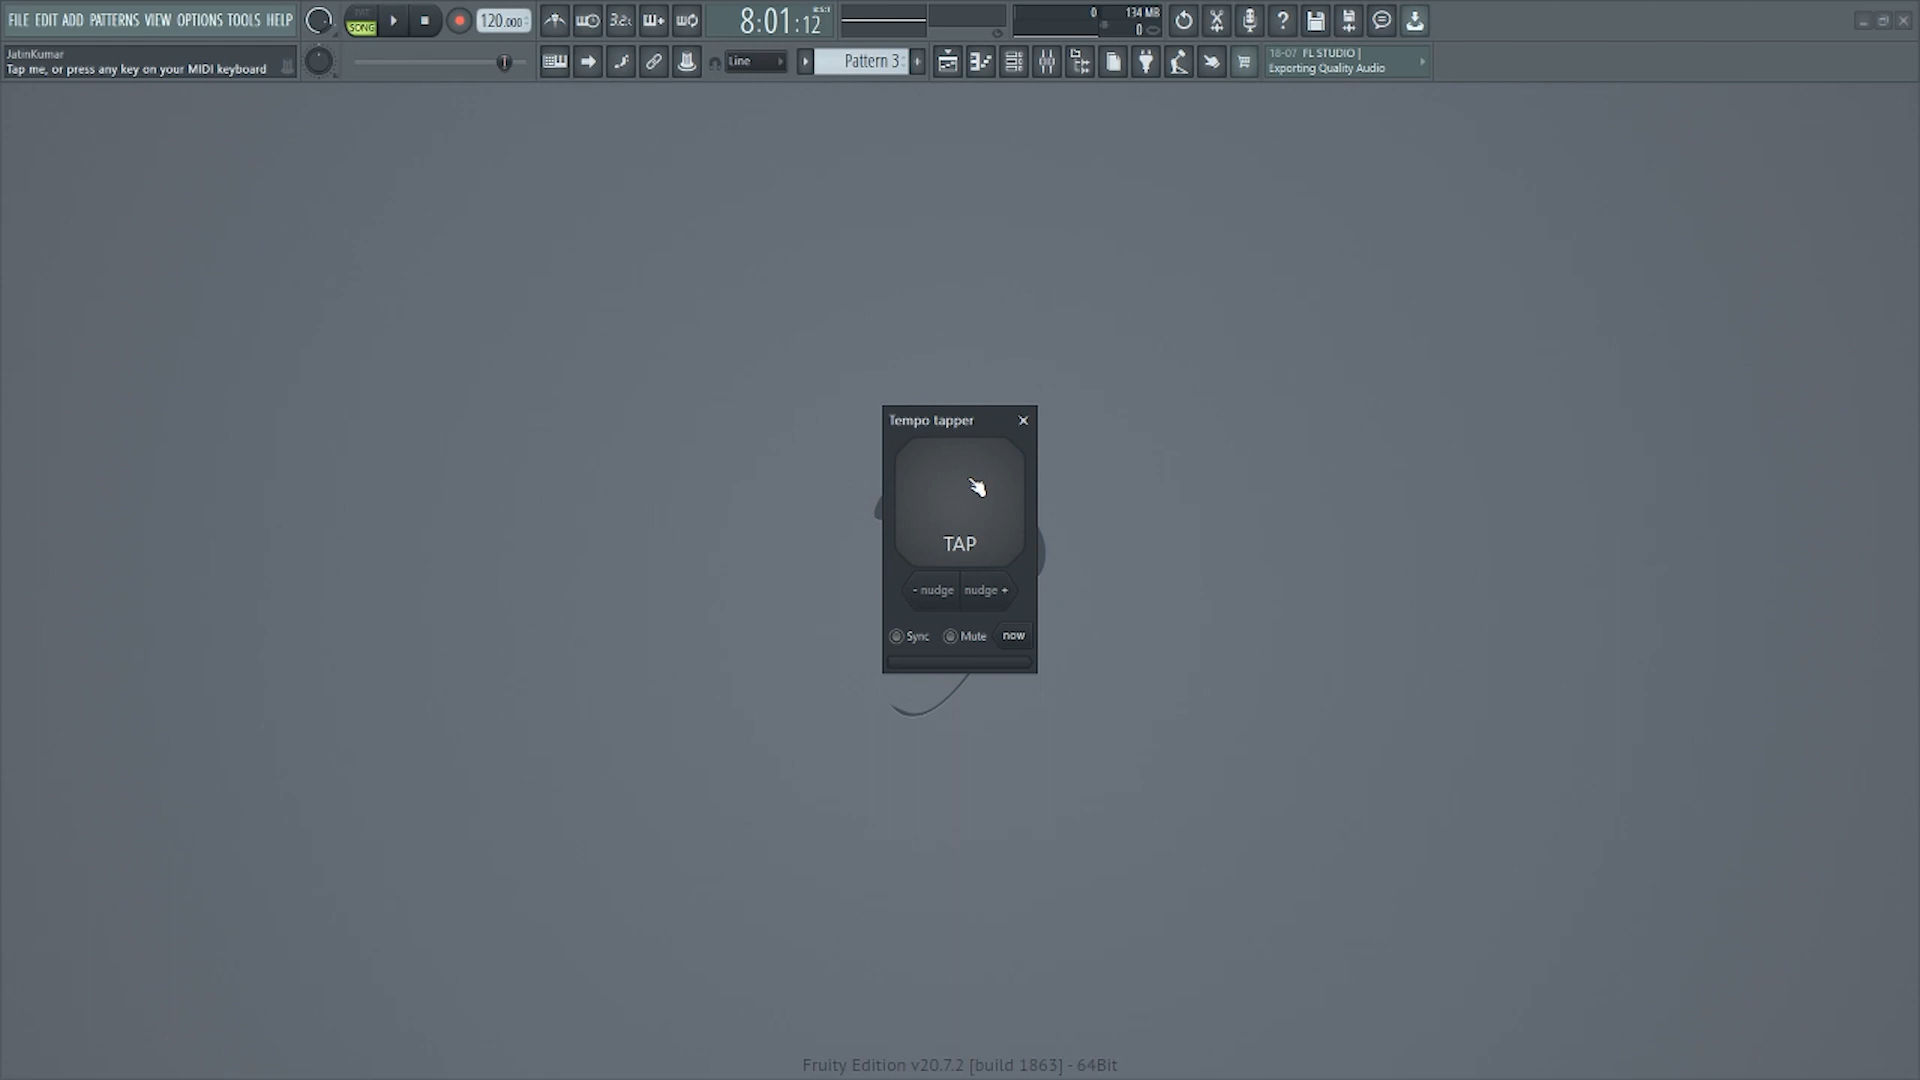 FILE EDIT ADD PATTERNS VIEW OPTIONS TOOLS HELP
SONG
120.000
3.2.
8:01:12
B:S:T
0
134 MB
0
JatinKumar
Tap me, or press any key on your MIDI keyboard
Line
Pattern 3
18-07 FL STUDIO |
Exporting Quality Audio
Tempo tapper
TAP
- nudge
nudge +
Sync
Mute
now
Fruity Edition v20.7.2 [build 1863] - 64Bit